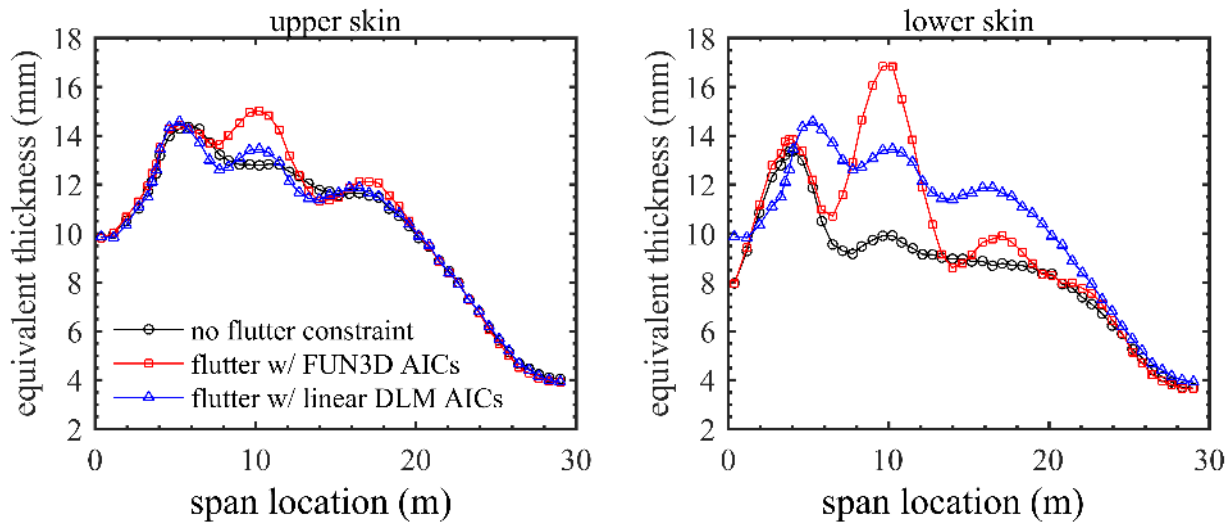 upper skin
equivalent thickness (mm)
18
16
14
12
10
8
6
4
2
no flutter constraint
flutter w/ FUN3D AICs
flutter w/ linear DLM AICs
0
10
20
30
span location (m)
lower skin
equivalent thickness (mm)
18
16
14
12
10
8
6
4
2
0
10
20
30
span location (m)